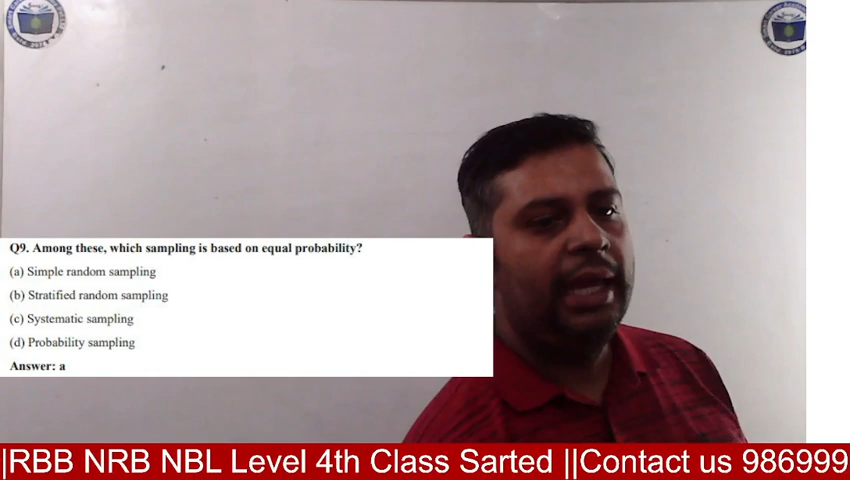 Q9. Among these, which sampling is based on equal probability?
(a) Simple random sampling
(b) Stratified random sampling
(c) Systematic sampling
(d) Probability sampling
Answer: a
|RBB NRB NBL Level 4th Class Sarted ||Contact us 986999